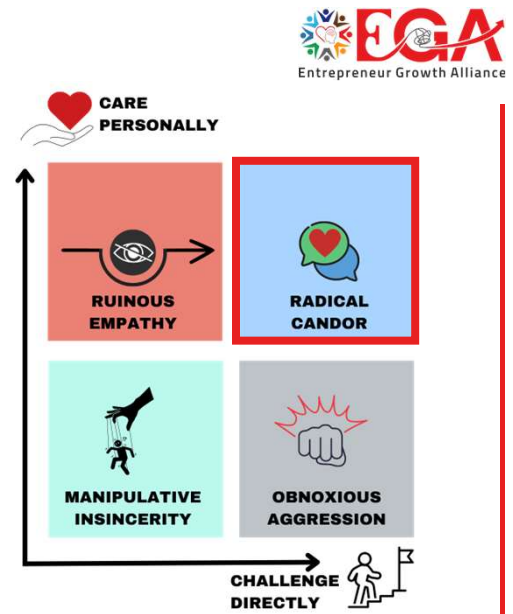 EGA
Entrepreneur Growth Alliance
CARE
PERSONALLY
RUINOUS
EMPATHY
RADICAL
CANDOR
MANIPULATIVE
INSINCERITY
OBNOXIOUS
AGGRESSION
CHALLENGE
DIRECTLY